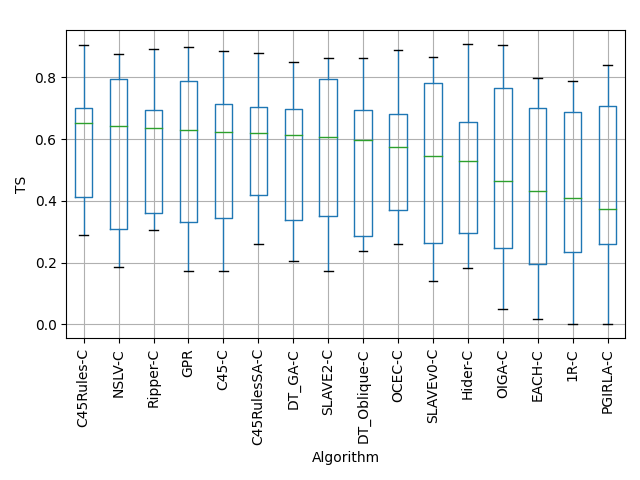 0.8
0.6
0.4
0.2
0.0
TS
C45Rules-C
NSLV-C
Ripper-C
GPR
C45-C
C45RulesSA-C
DT_GA-C
SLAVE2-C
DT_Oblique-C
OCEC-C
SLAVEv0-C
Hider-C
OIGA-C
EACH-C
1R-C
PGIRLA-C
Algorithm